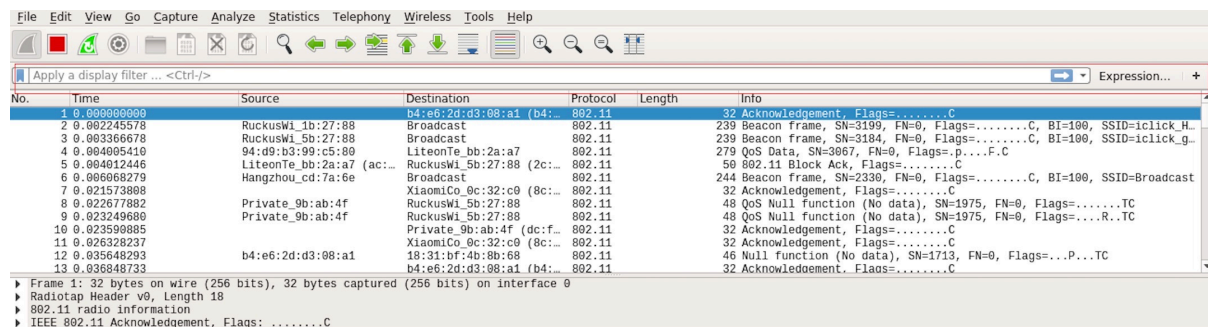 File Edit View Go Capture Analyze Statistics Telephony Wireless Tools Help
Apply a display filter ... <Ctrl-/> Expression... +
No. Time Source Destination Protocol Length Info
1 0.000000000 b4:e6:2d:d3:08:a1 (b4:… 802.11 32 Acknowledgement, Flags=........C
2 0.002245578 RuckusWi_1b:27:88 Broadcast 802.11 239 Beacon frame, SN=3199, FN=0, Flags=........C, BI=100, SSID=iclick_H…
3 0.003366678 RuckusWi_5b:27:88 Broadcast 802.11 239 Beacon frame, SN=3184, FN=0, Flags=........C, BI=100, SSID=iclick_g…
4 0.004005410 94:d9:b3:99:c5:80 LiteonTe_bb:2a:a7 802.11 279 QoS Data, SN=3067, FN=0, Flags=.p....F.C
5 0.004012446 LiteonTe_bb:2a:a7 (ac:… RuckusWi_5b:27:88 (2c:… 802.11 50 802.11 Block Ack, Flags=........C
6 0.006068279 Hangzhou_cd:7a:6e Broadcast 802.11 244 Beacon frame, SN=2330, FN=0, Flags=........C, BI=100, SSID=Broadcast
7 0.021573808 XiaomiCo_0c:32:c0 (8c:… 802.11 32 Acknowledgement, Flags=........C
8 0.022677882 Private_9b:ab:4f RuckusWi_5b:27:88 802.11 48 QoS Null function (No data), SN=1975, FN=0, Flags=.......TC
9 0.023249680 Private_9b:ab:4f RuckusWi_5b:27:88 802.11 48 QoS Null function (No data), SN=1975, FN=0, Flags=....R..TC
10 0.023590885 Private_9b:ab:4f (dc:f… 802.11 32 Acknowledgement, Flags=........C
11 0.026328237 XiaomiCo_0c:32:c0 (8c:… 802.11 32 Acknowledgement, Flags=........C
12 0.035648293 b4:e6:2d:d3:08:a1 18:31:bf:4b:8b:68 802.11 46 Null function (No data), SN=1713, FN=0, Flags=...P...TC
13 0.036848733 b4:e6:2d:d3:08:a1 (b4:… 802.11 32 Acknowledgement, Flags=........C
Frame 1: 32 bytes on wire (256 bits), 32 bytes captured (256 bits) on interface 0
Radiotap Header v0, Length 18
802.11 radio information
IEEE 802.11 Acknowledgement, Flags: ........C